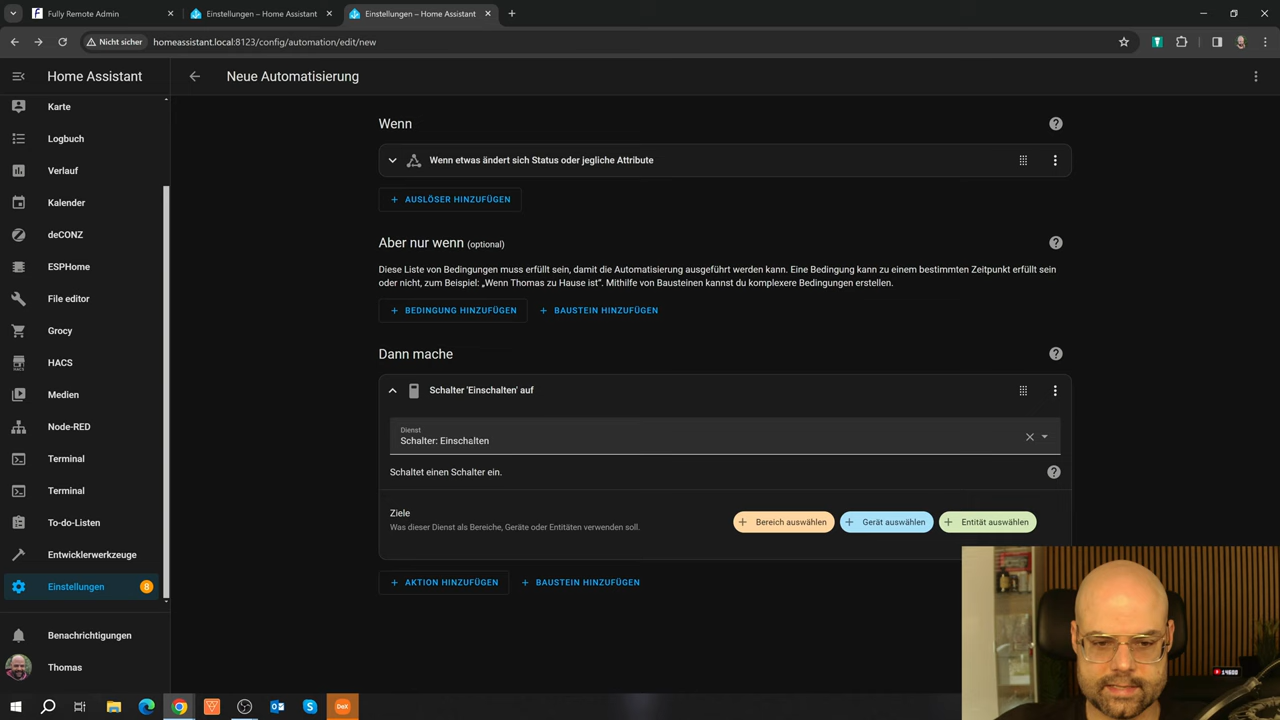 Fully Remote Admin
Einstellungen – Home Assistant
Einstellungen – Home Assistant
Nicht sicher
homeassistant.local:8123/config/automation/edit/new
Home Assistant
Neue Automatisierung
Karte
Logbuch
Verlauf
Kalender
deCONZ
ESPHome
File editor
Grocy
HACS
Medien
Node-RED
Terminal
Terminal
To-do-Listen
Entwicklerwerkzeuge
Einstellungen 8
Benachrichtigungen
Thomas
Wenn
Wenn etwas ändert sich Status oder jegliche Attribute
+ AUSLÖSER HINZUFÜGEN
Aber nur wenn (optional)
Diese Liste von Bedingungen muss erfüllt sein, damit die Automatisierung ausgeführt werden kann. Eine Bedingung kann zu einem bestimmten Zeitpunkt erfüllt sein
oder nicht, zum Beispiel: „Wenn Thomas zu Hause ist“. Mithilfe von Bausteinen kannst du komplexere Bedingungen erstellen.
+ BEDINGUNG HINZUFÜGEN + BAUSTEIN HINZUFÜGEN
Dann mache
Schalter 'Einschalten' auf
Dienst
Schalter: Einschalten
Schaltet einen Schalter ein.
Ziele
Was dieser Dienst als Bereiche, Geräte oder Entitäten verwenden soll.
+ Bereich auswählen + Gerät auswählen + Entität auswählen
+ AKTION HINZUFÜGEN + BAUSTEIN HINZUFÜGEN
DeX